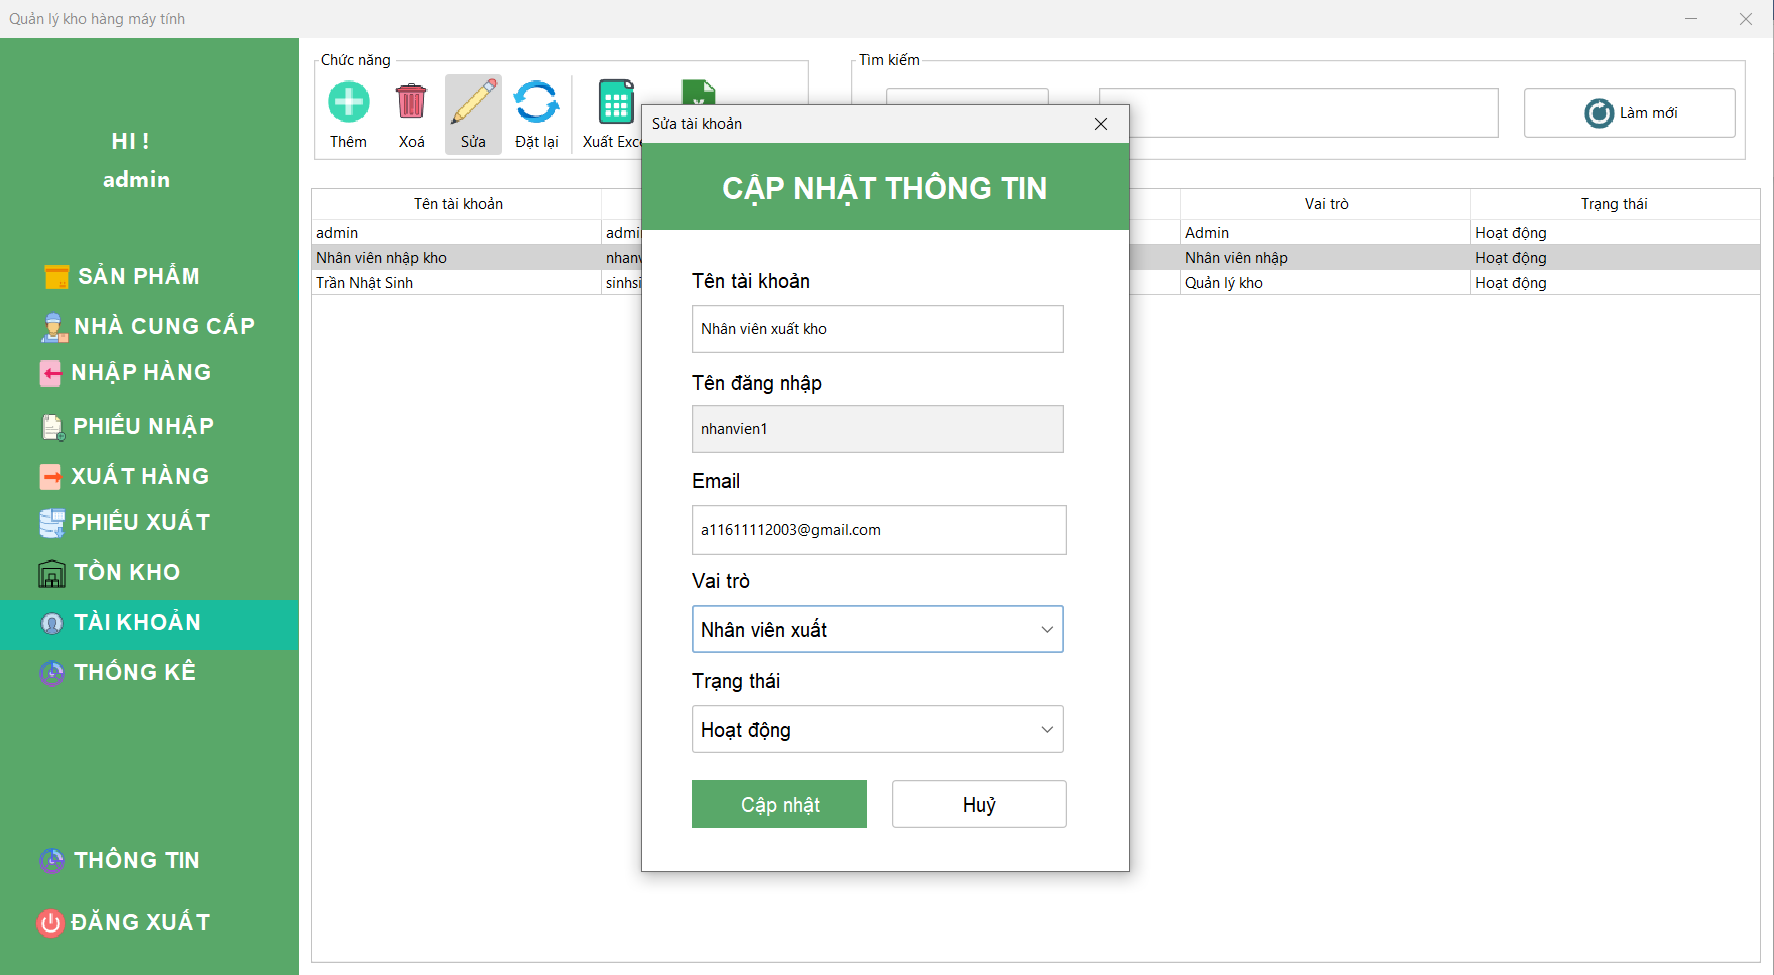 Quản lý kho hàng máy tính
HI !
admin
SẢN PHẨM
NHÀ CUNG CẤP
NHẬP HÀNG
PHIẾU NHẬP
XUẤT HÀNG
PHIẾU XUẤT
TỒN KHO
TÀI KHOẢN
THỐNG KÊ
THÔNG TIN
ĐĂNG XUẤT
Chức năng
Thêm
Xoá
Sửa
Đặt lại
Xuất Exc
Tìm kiếm
Làm mới
Tên tài khoản
Vai trò
Trạng thái
admin
admi
Admin
Hoạt động
Nhân viên nhập kho
nhanv
Nhân viên nhập
Hoạt động
Trần Nhật Sinh
sinhsi
Quản lý kho
Hoạt động
Sửa tài khoản
CẬP NHẬT THÔNG TIN
Tên tài khoản
Nhân viên xuất kho
Tên đăng nhập
nhanvien1
Email
a11611112003@gmail.com
Vai trò
Nhân viên xuất
Trạng thái
Hoạt động
Cập nhật
Huỷ